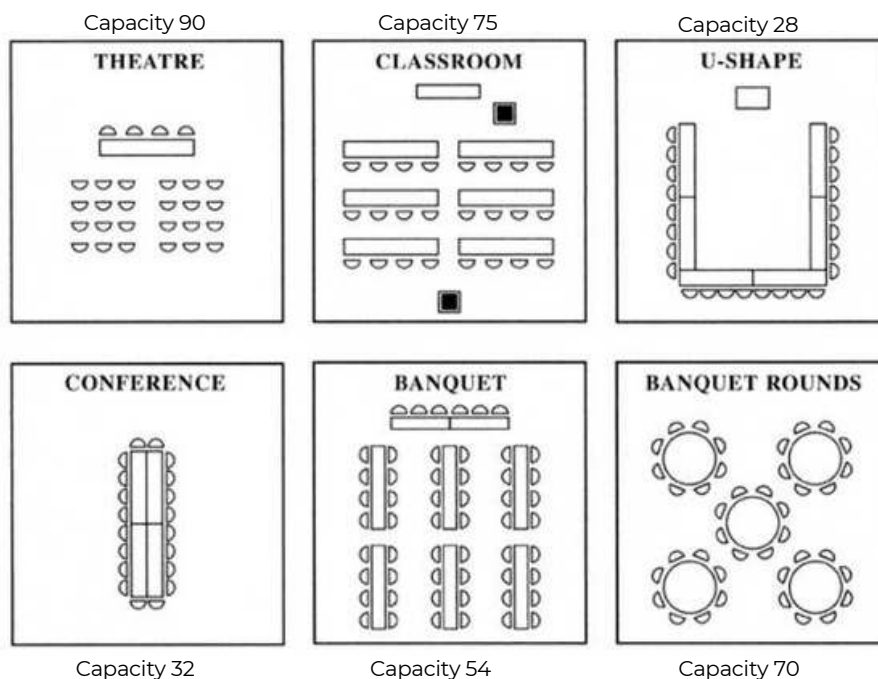 Capacity 90
Capacity 75
Capacity 28
THEATRE
CLASSROOM
U-SHAPE
CONFERENCE
BANQUET
BANQUET ROUNDS
Capacity 32
Capacity 54
Capacity 70